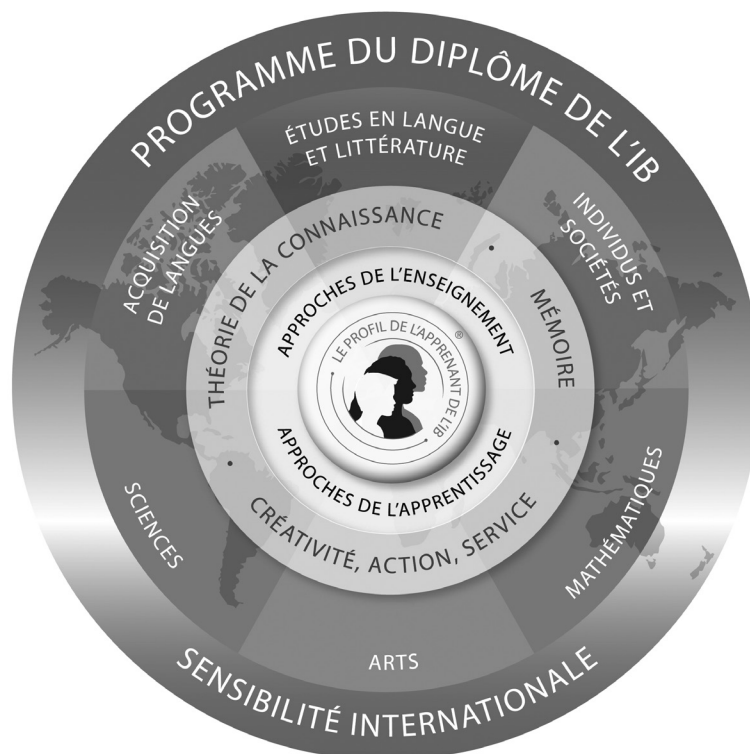 PROGRAMME DU DIPLÔME DE L'IB
ÉTUDES EN LANGUE
ET LITTÉRATURE
ACQUISITION
DE LANGUES
INDIVIDUS ET
SOCIÉTÉS
THÉORIE DE LA CONNAISSANCE
MÉMOIRE
APPROCHES DE L'ENSEIGNEMENT
LE PROFIL DE L'APPRENANT DE L'IB
®
APPROCHES DE L'APPRENTISSAGE
CRÉATIVITÉ, ACTION, SERVICE
SCIENCES
MATHÉMATIQUES
ARTS
SENSIBILITÉ INTERNATIONALE